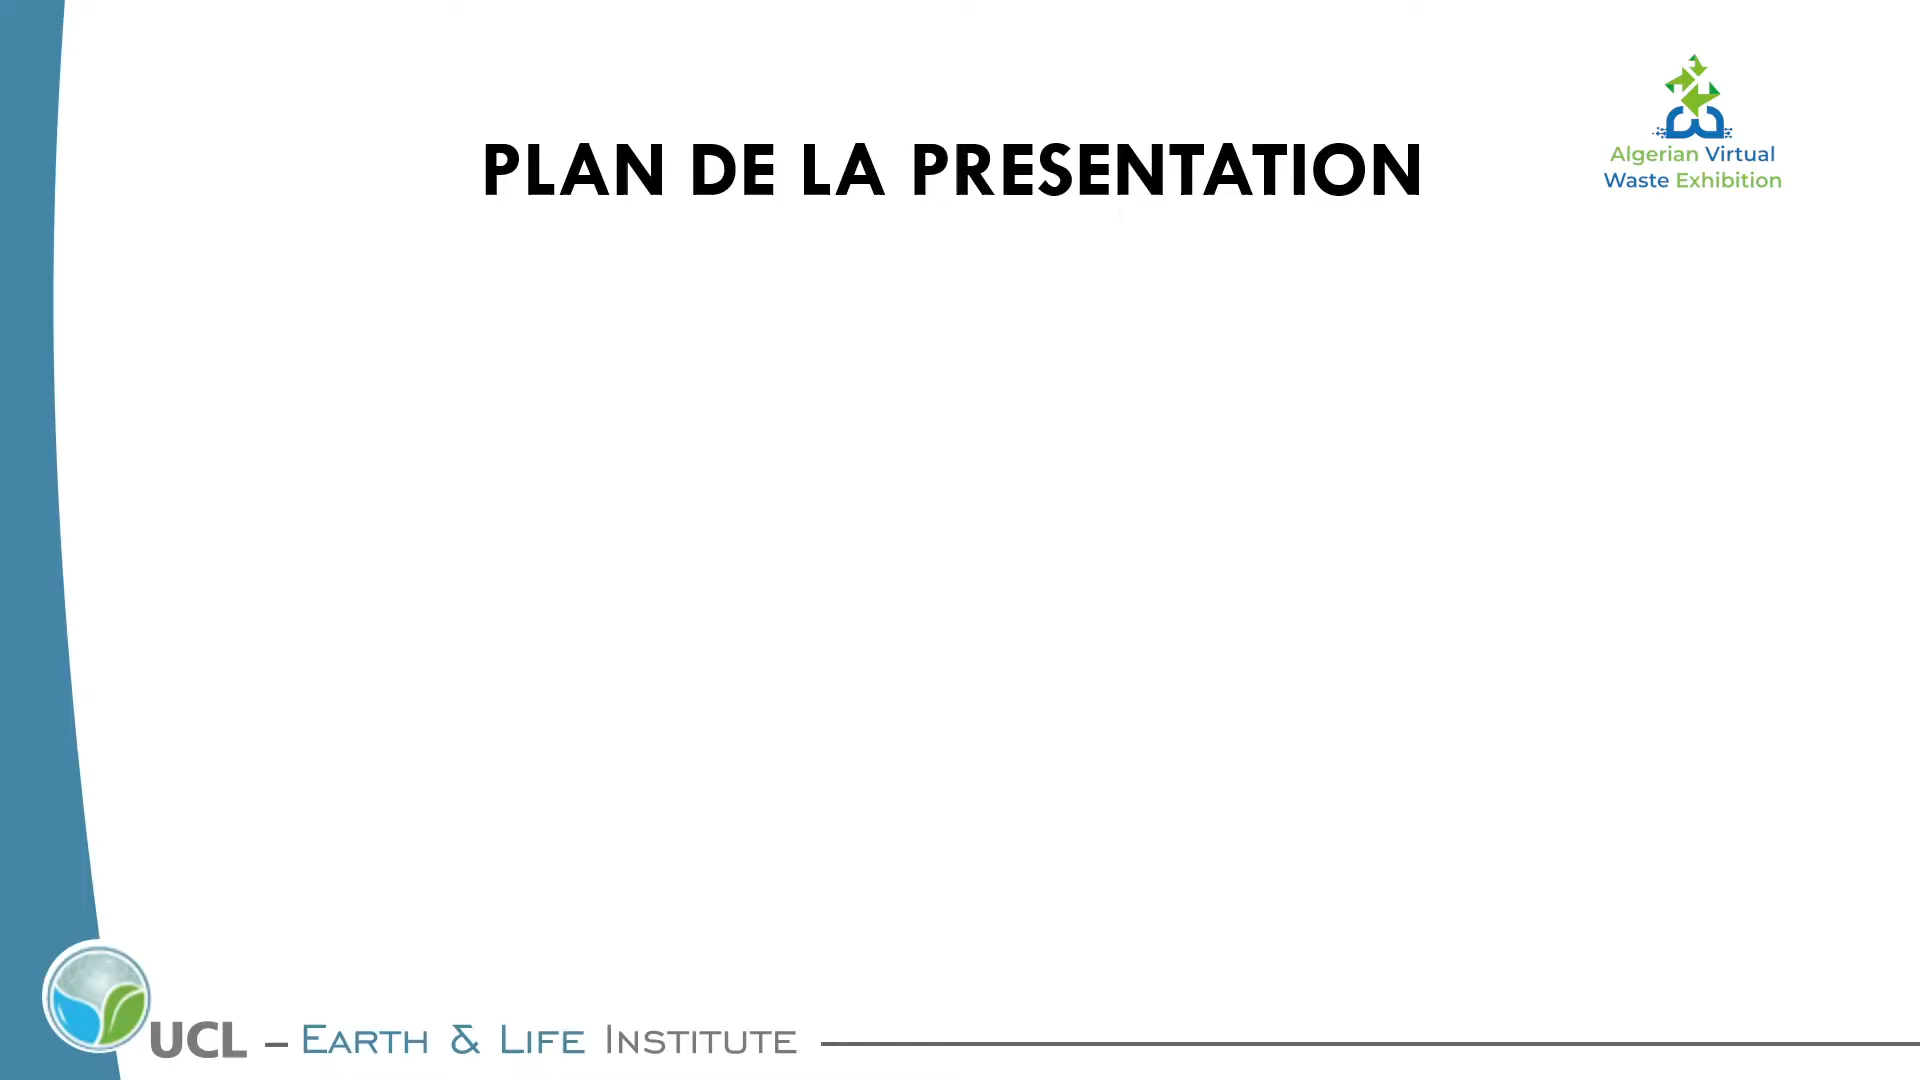 PLAN DE LA PRESENTATION
Algerian Virtual
Waste Exhibition
UCL – EARTH & LIFE INSTITUTE